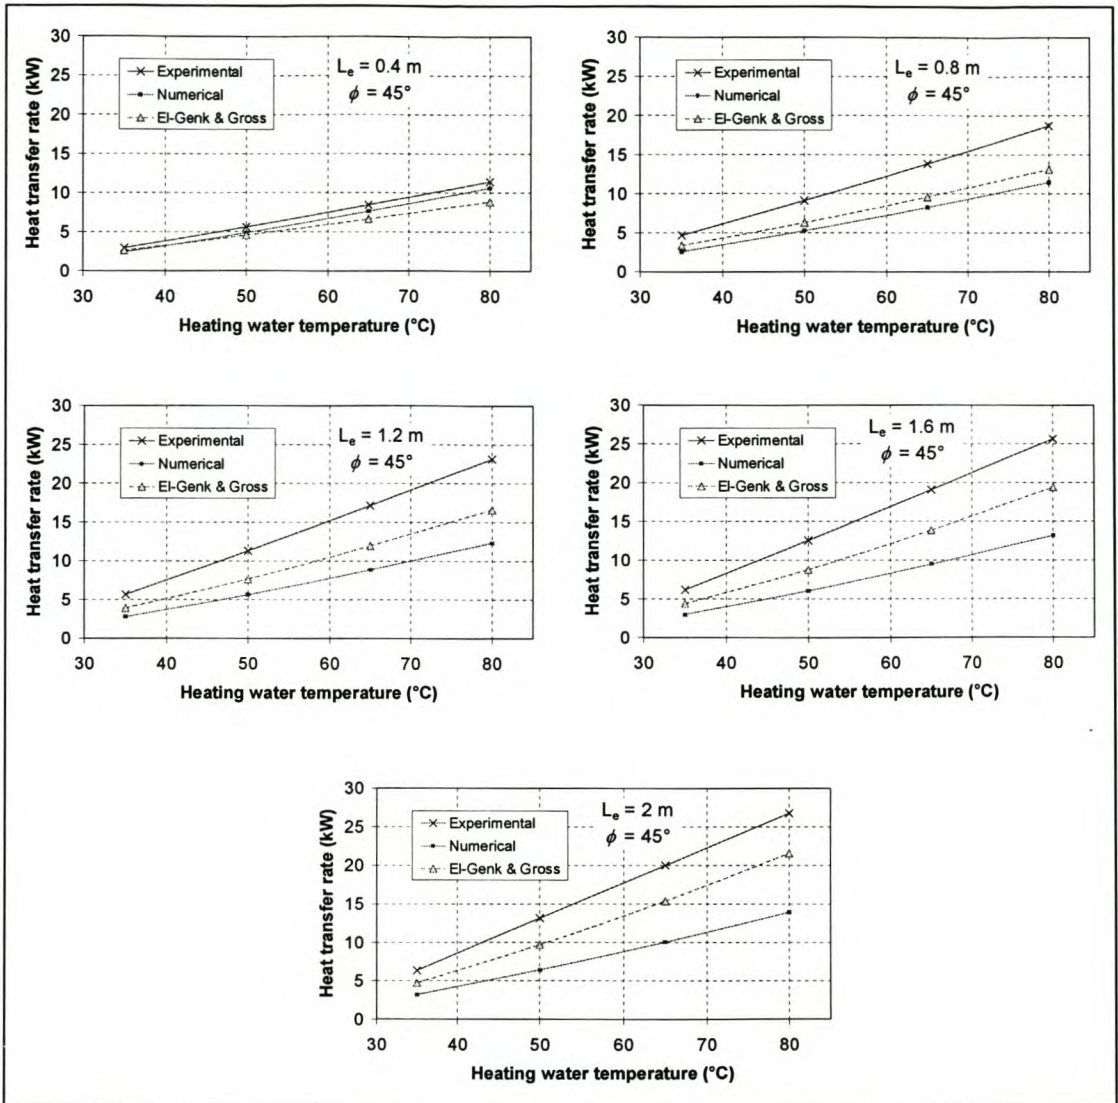 30
25
20
15
10
5
0
Heat transfer rate (kW)
Experimental
Numerical
El-Genk & Gross
Lₑ = 0.4 m
ϕ = 45°
30 40 50 60 70 80
Heating water temperature (°C)
30
25
20
15
10
5
0
Heat transfer rate (kW)
Experimental
Numerical
El-Genk & Gross
Lₑ = 0.8 m
ϕ = 45°
30 40 50 60 70 80
Heating water temperature (°C)
30
25
20
15
10
5
0
Heat transfer rate (kW)
Experimental
Numerical
El-Genk & Gross
Lₑ = 1.2 m
ϕ = 45°
30 40 50 60 70 80
Heating water temperature (°C)
30
25
20
15
10
5
0
Heat transfer rate (kW)
Experimental
Numerical
El-Genk & Gross
Lₑ = 1.6 m
ϕ = 45°
30 40 50 60 70 80
Heating water temperature (°C)
30
25
20
15
10
5
0
Heat transfer rate (kW)
Experimental
Numerical
El-Genk & Gross
Lₑ = 2 m
ϕ = 45°
30 40 50 60 70 80
Heating water temperature (°C)